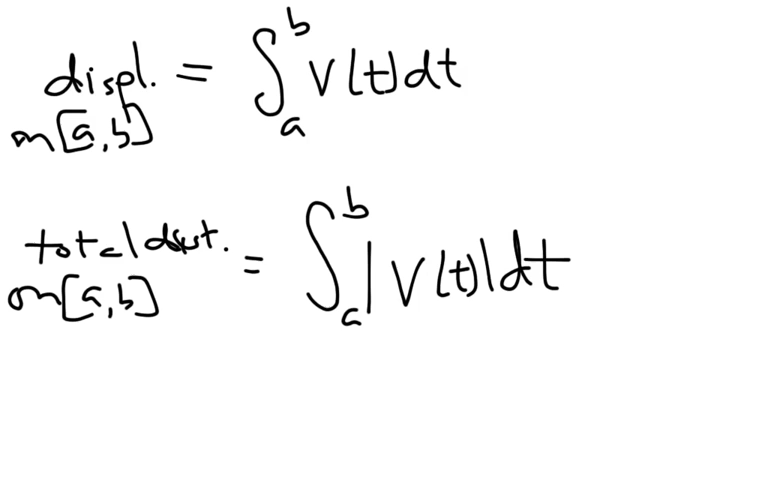 displ. = ∫_a^b V(t)dt
on[a,b]
total dist. = ∫_a^b |V(t)|dt
on[a,b]